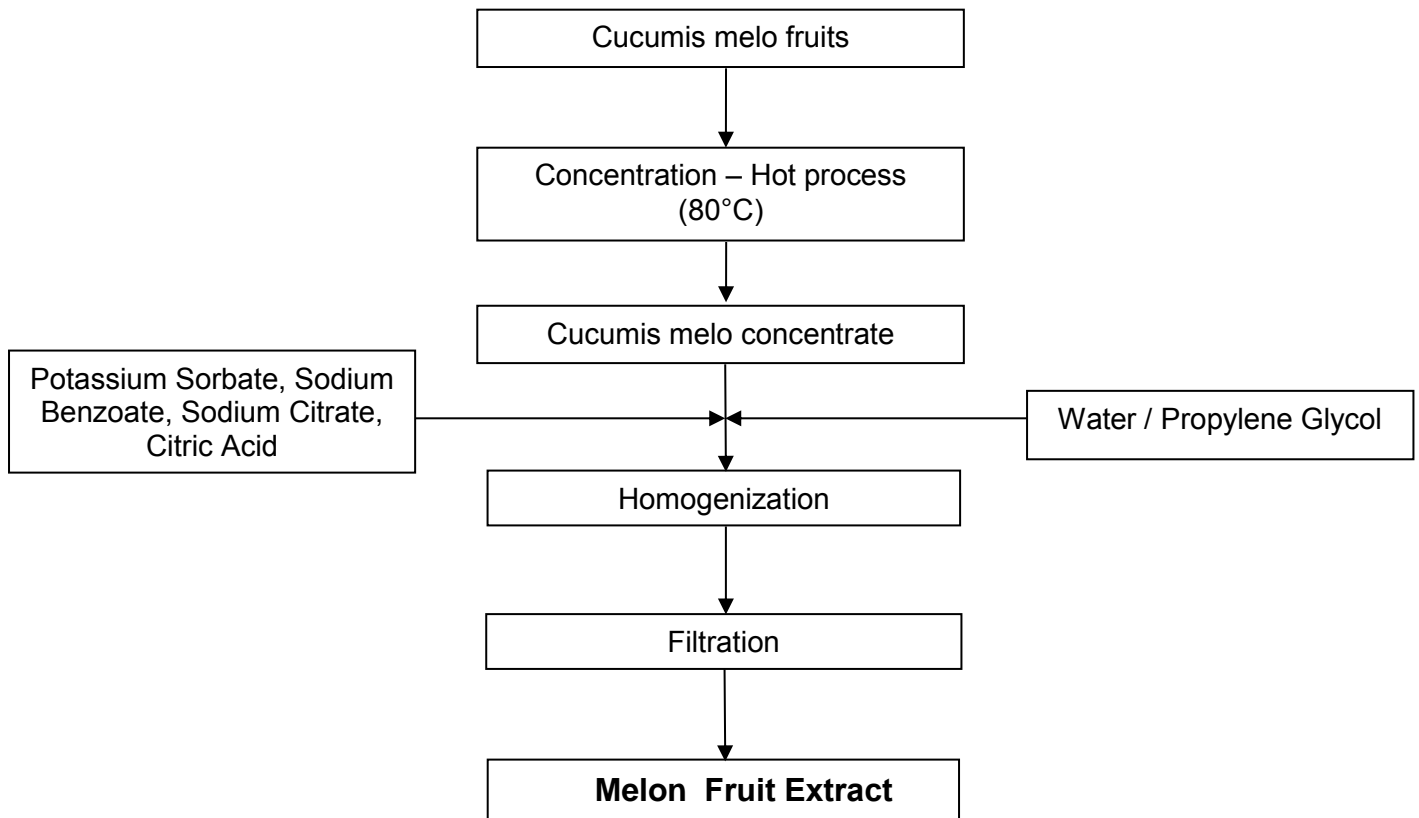 Cucumis melo fruits
Concentration – Hot process
(80°C)
Cucumis melo concentrate
Potassium Sorbate, Sodium
Benzoate, Sodium Citrate,
Citric Acid
Water / Propylene Glycol
Homogenization
Filtration
Melon Fruit Extract